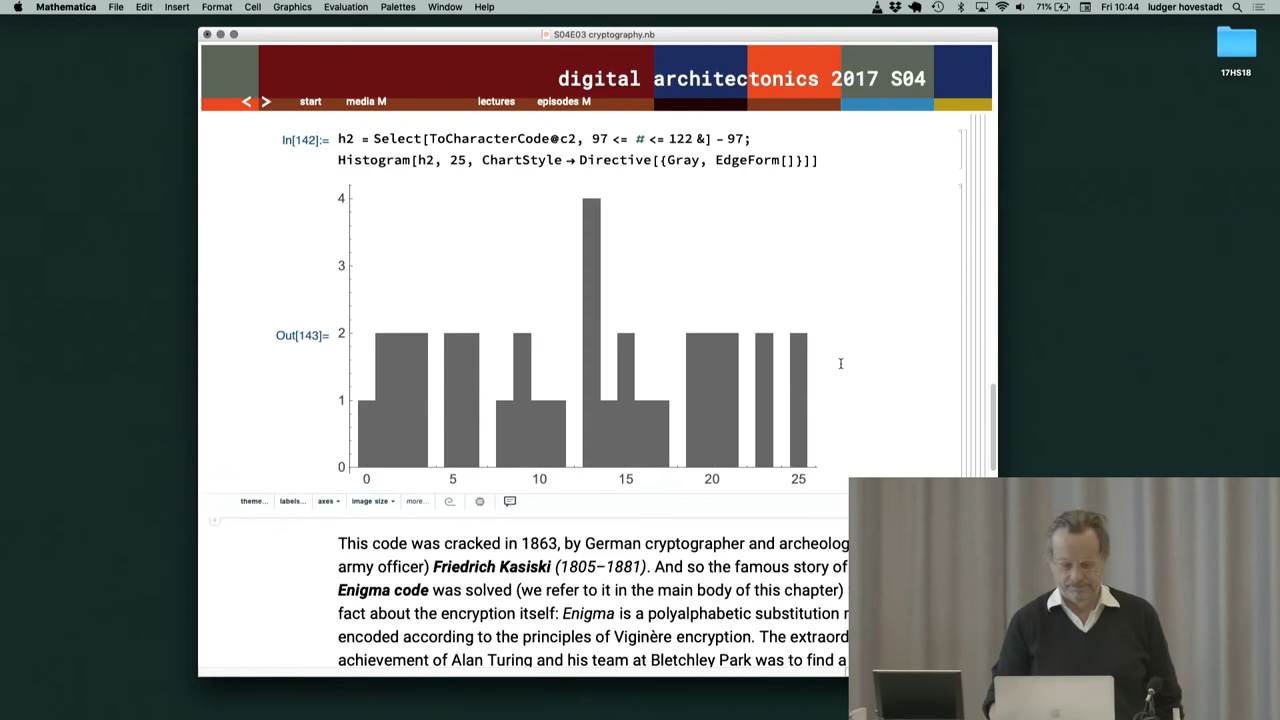 Mathematica File Edit Insert Format Cell Graphics Evaluation Palettes Window Help 71% Fri 10:44 ludger hovestadt
S04E03 cryptography.nb
17HS18
digital architectonics 2017 S04
< > start media M lectures episodes M
In[142]:= h2 = Select[ToCharacterCode@c2, 97 <= # <= 122 &] - 97;
Histogram[h2, 25, ChartStyle → Directive[{Gray, EdgeForm[]}]]
4
3
Out[143]= 2
1
0
0 5 10 15 20 25
theme... labels... axes image size more...
This code was cracked in 1863, by German cryptographer and archeolog
army officer) Friedrich Kasiski (1805–1881). And so the famous story of
Enigma code was solved (we refer to it in the main body of this chapter)
fact about the encryption itself: Enigma is a polyalphabetic substitution
encoded according to the principles of Viginère encryption. The extraord
achievement of Alan Turing and his team at Bletchley Park was to find a